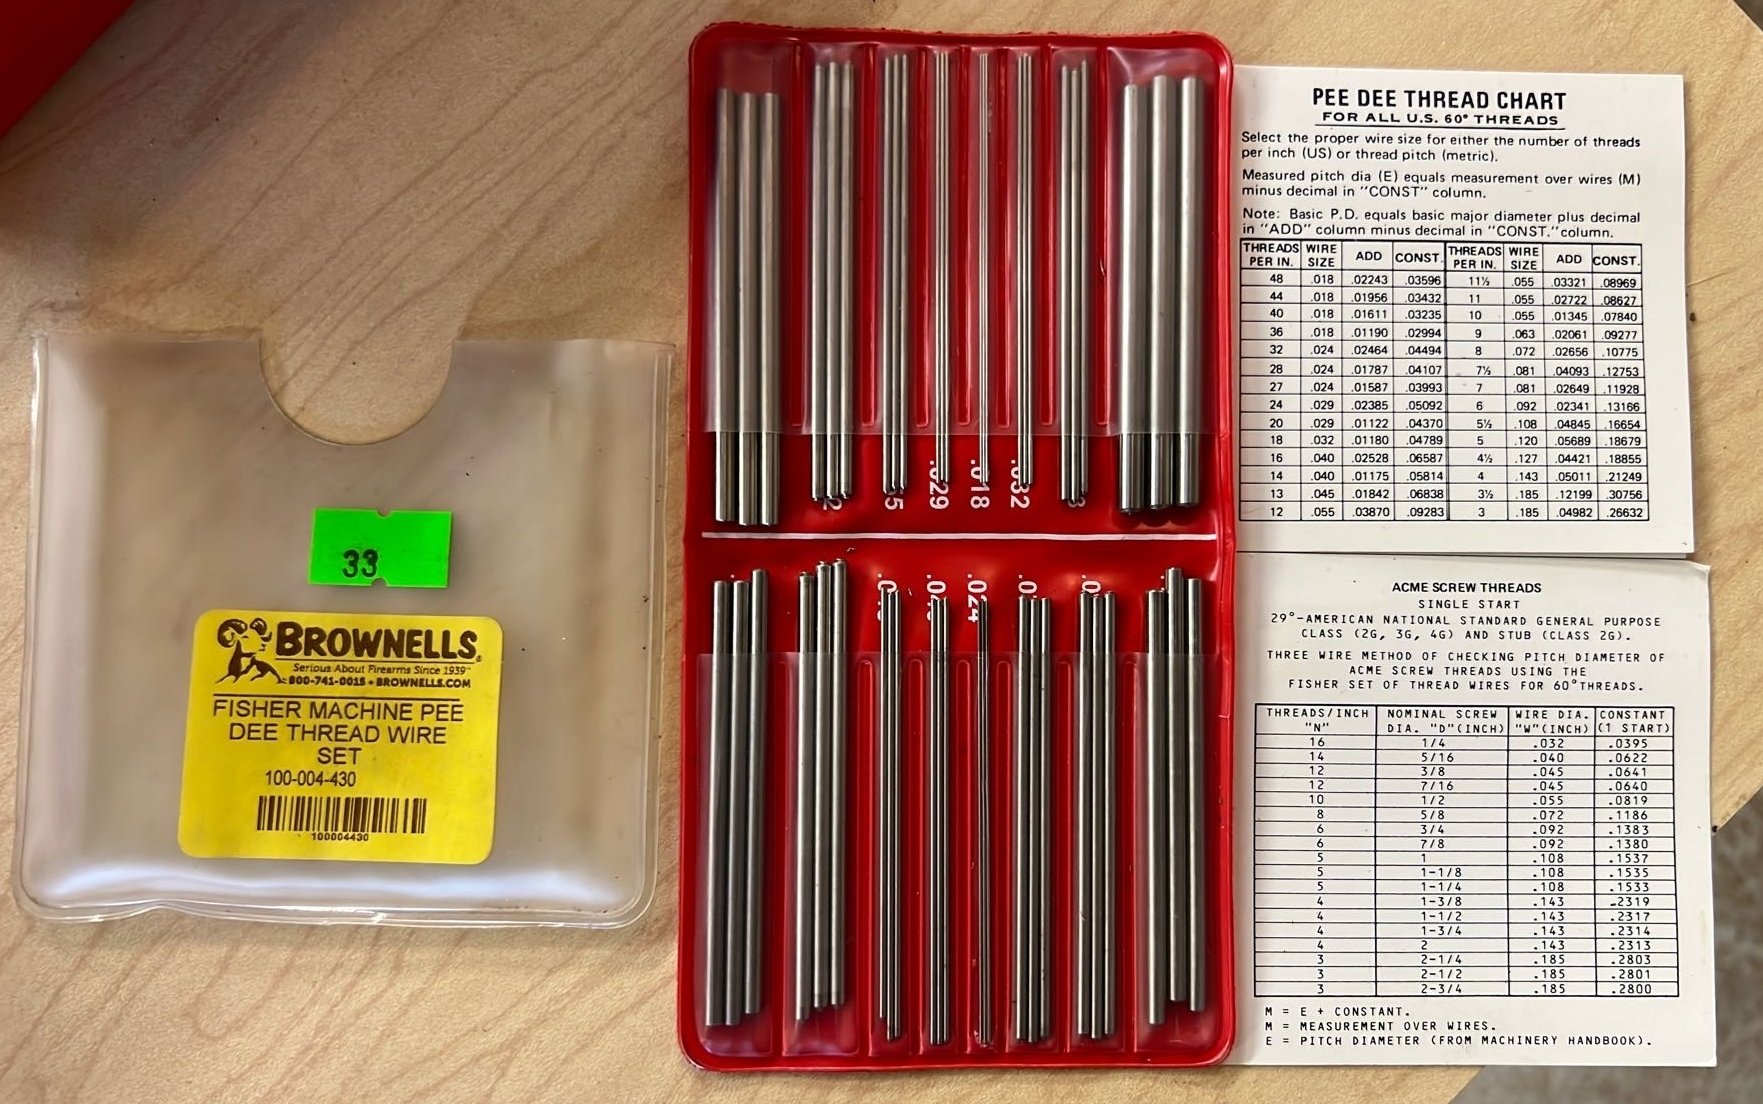 33
BROWNELLS
Serious About Firearms Since 1939™
800-741-0015 • BROWNELLS.COM
FISHER MACHINE PEE
DEE THREAD WIRE
SET
100-004-430
100004430
.029
.018
.032
.024
PEE DEE THREAD CHART
FOR ALL U.S. 60° THREADS
Select the proper wire size for either the number of threads
per inch (US) or thread pitch (metric).
Measured pitch dia (E) equals measurement over wires (M)
minus decimal in "CONST" column.
Note: Basic P.D. equals basic major diameter plus decimal
in "ADD" column minus decimal in "CONST." column.
THREADS PER IN. WIRE SIZE ADD CONST. THREADS PER IN. WIRE SIZE ADD CONST.
48 .018 .02243 .03596 11½ .055 .03321 .08969
44 .018 .01956 .03432 11 .055 .02722 .08627
40 .018 .01611 .03235 10 .055 .01345 .07840
36 .018 .01190 .02994 9 .063 .02061 .09277
32 .024 .02464 .04494 8 .072 .02656 .10775
28 .024 .01787 .04107 7½ .081 .04093 .12753
27 .024 .01587 .03993 7 .081 .02649 .11928
24 .029 .02385 .05092 6 .092 .02341 .13166
20 .029 .01122 .04370 5½ .108 .04845 .16654
18 .032 .01180 .04789 5 .120 .05689 .18679
16 .040 .02528 .06587 4½ .127 .04421 .18855
14 .040 .01175 .05814 4 .143 .05011 .21249
13 .045 .01842 .06838 3½ .185 .12199 .30756
12 .055 .03870 .09283 3 .185 .04982 .26632
ACME SCREW THREADS
SINGLE START
29°-AMERICAN NATIONAL STANDARD GENERAL PURPOSE
CLASS (2G, 3G, 4G) AND STUB (CLASS 2G).
THREE WIRE METHOD OF CHECKING PITCH DIAMETER OF
ACME SCREW THREADS USING THE
FISHER SET OF THREAD WIRES FOR 60°THREADS.
THREADS/INCH NOMINAL SCREW WIRE DIA. CONSTANT
"N" DIA. "D"(INCH) "W"(INCH) (1 START)
16 1/4 .032 .0395
14 5/16 .040 .0622
12 3/8 .045 .0641
12 7/16 .045 .0640
10 1/2 .055 .0819
8 5/8 .072 .1186
6 3/4 .092 .1383
6 7/8 .092 .1380
5 1 .108 .1537
5 1-1/8 .108 .1535
5 1-1/4 .108 .1533
4 1-3/8 .143 .2319
4 1-1/2 .143 .2317
4 1-3/4 .143 .2314
4 2 .143 .2313
3 2-1/4 .185 .2803
3 2-1/2 .185 .2801
3 2-3/4 .185 .2800
M = E + CONSTANT.
M = MEASUREMENT OVER WIRES.
E = PITCH DIAMETER (FROM MACHINERY HANDBOOK).